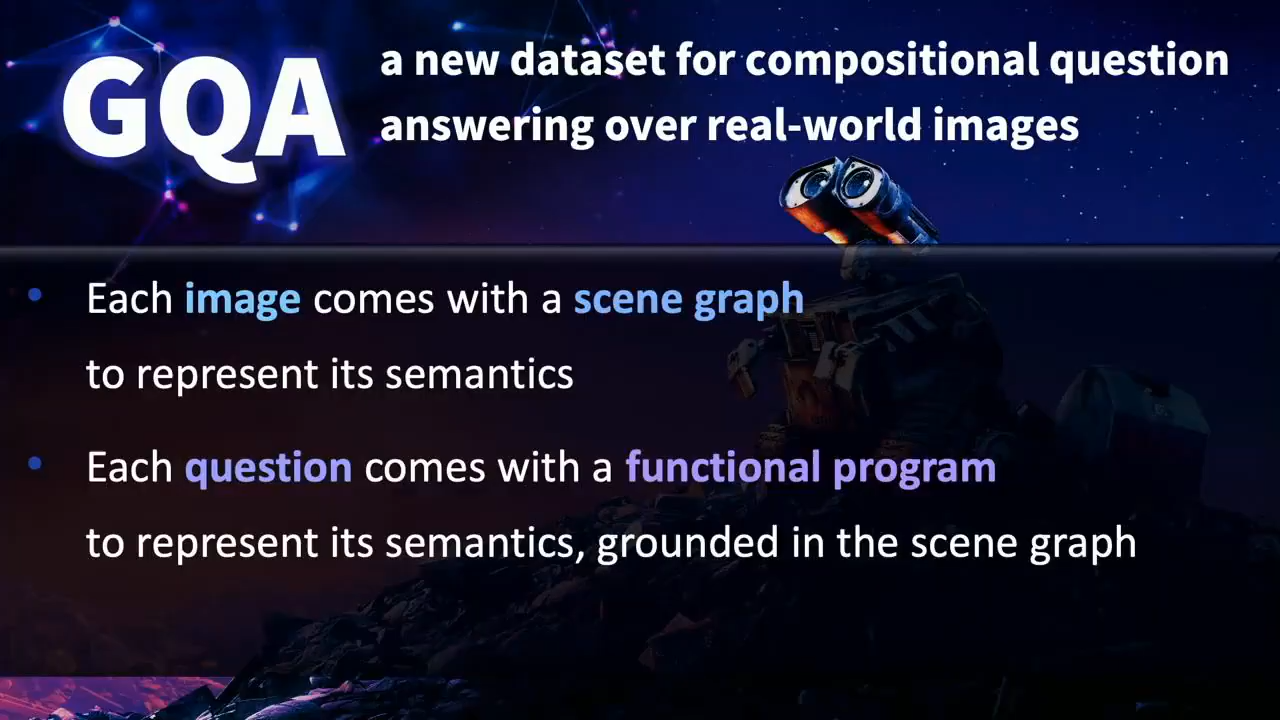 GQA
a new dataset for compositional question
answering over real-world images
• Each image comes with a scene graph
to represent its semantics
• Each question comes with a functional program
to represent its semantics, grounded in the scene graph